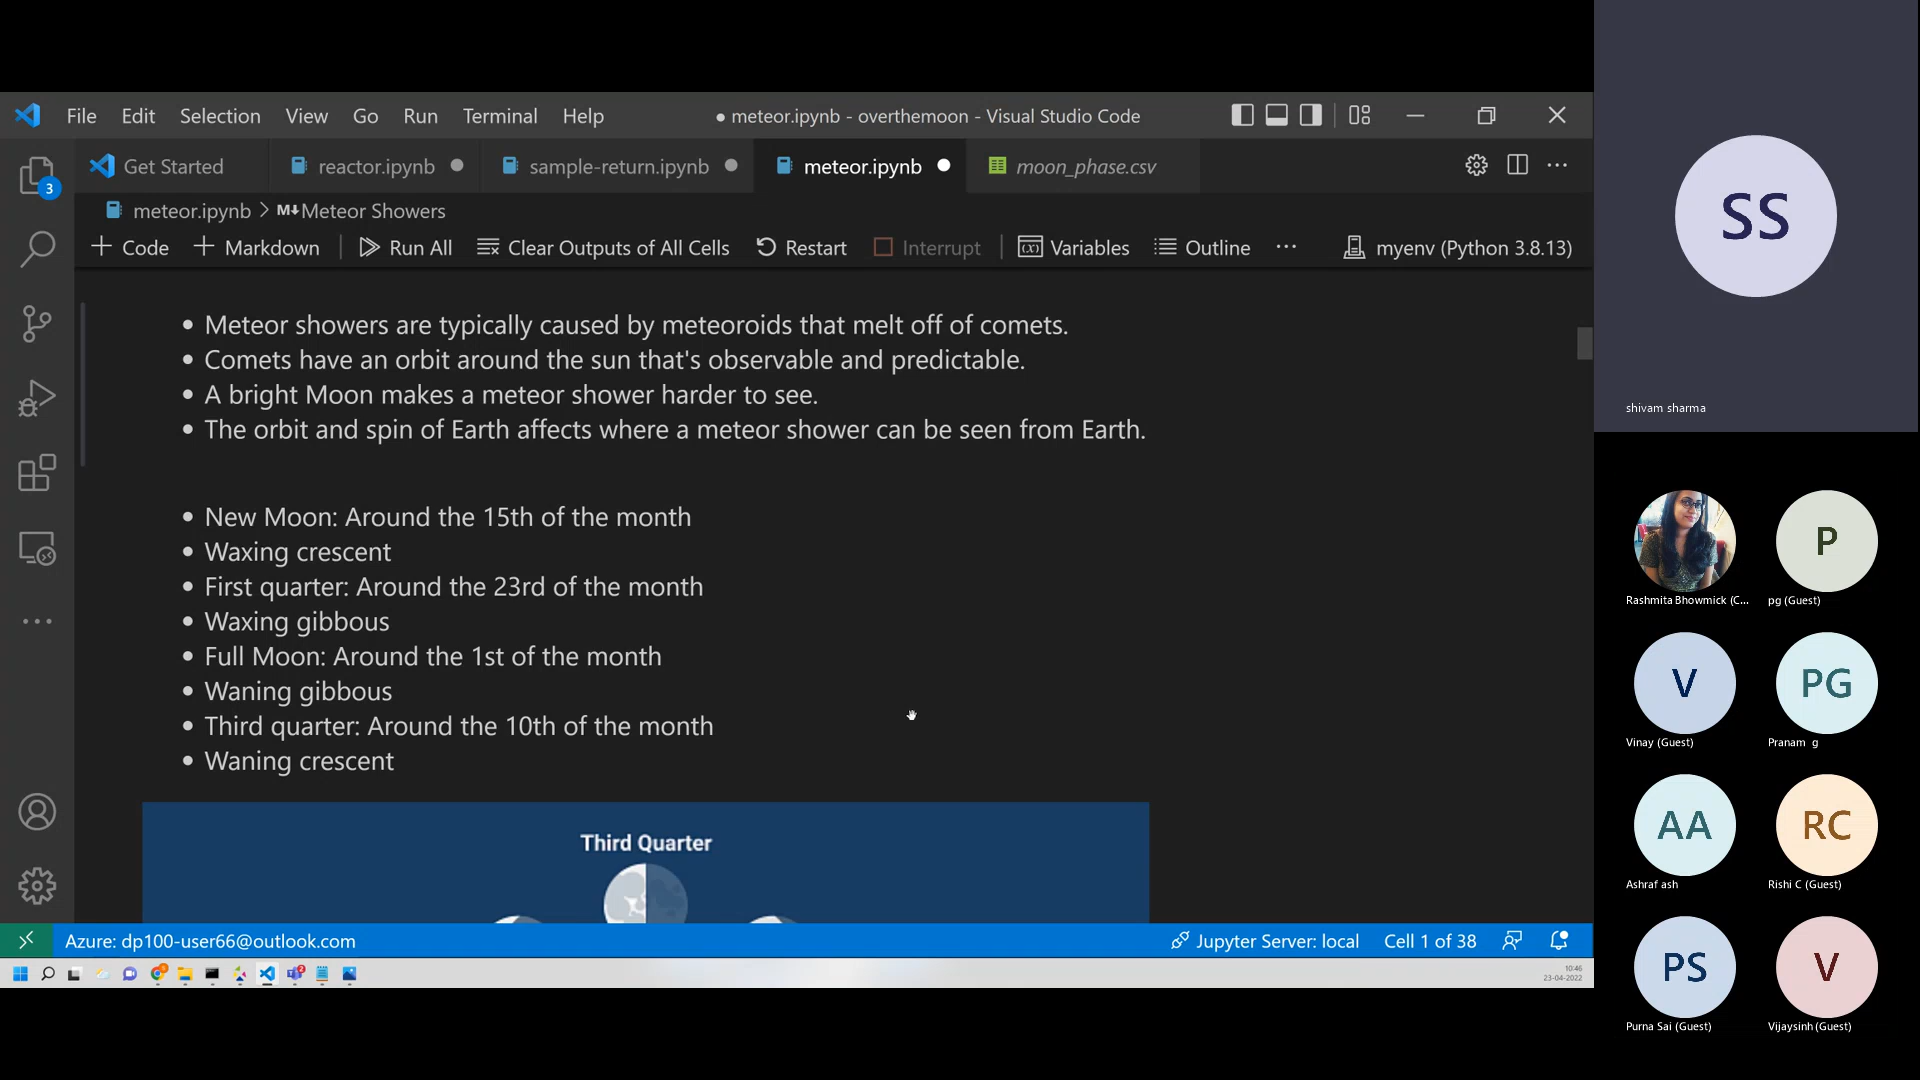 File Edit Selection View Go Run Terminal Help ● meteor.ipynb - overthemoon - Visual Studio Code
Get Started reactor.ipynb sample-return.ipynb meteor.ipynb moon_phase.csv
3
meteor.ipynb > M↓Meteor Showers
+ Code + Markdown Run All Clear Outputs of All Cells Restart Interrupt Variables Outline ··· myenv (Python 3.8.13)
• Meteor showers are typically caused by meteoroids that melt off of comets.
• Comets have an orbit around the sun that's observable and predictable.
• A bright Moon makes a meteor shower harder to see.
• The orbit and spin of Earth affects where a meteor shower can be seen from Earth.
• New Moon: Around the 15th of the month
• Waxing crescent
• First quarter: Around the 23rd of the month
• Waxing gibbous
• Full Moon: Around the 1st of the month
• Waning gibbous
• Third quarter: Around the 10th of the month
• Waning crescent
Third Quarter
Azure: dp100-user66@outlook.com Jupyter Server: local Cell 1 of 38
10:46
23-04-2022
SS
shivam sharma
P
Rashmita Bhowmick (C... pg (Guest)
V PG
Vinay (Guest) Pranam g
AA RC
Ashraf ash Rishi C (Guest)
PS V
Purna Sai (Guest) Vijaysinh (Guest)